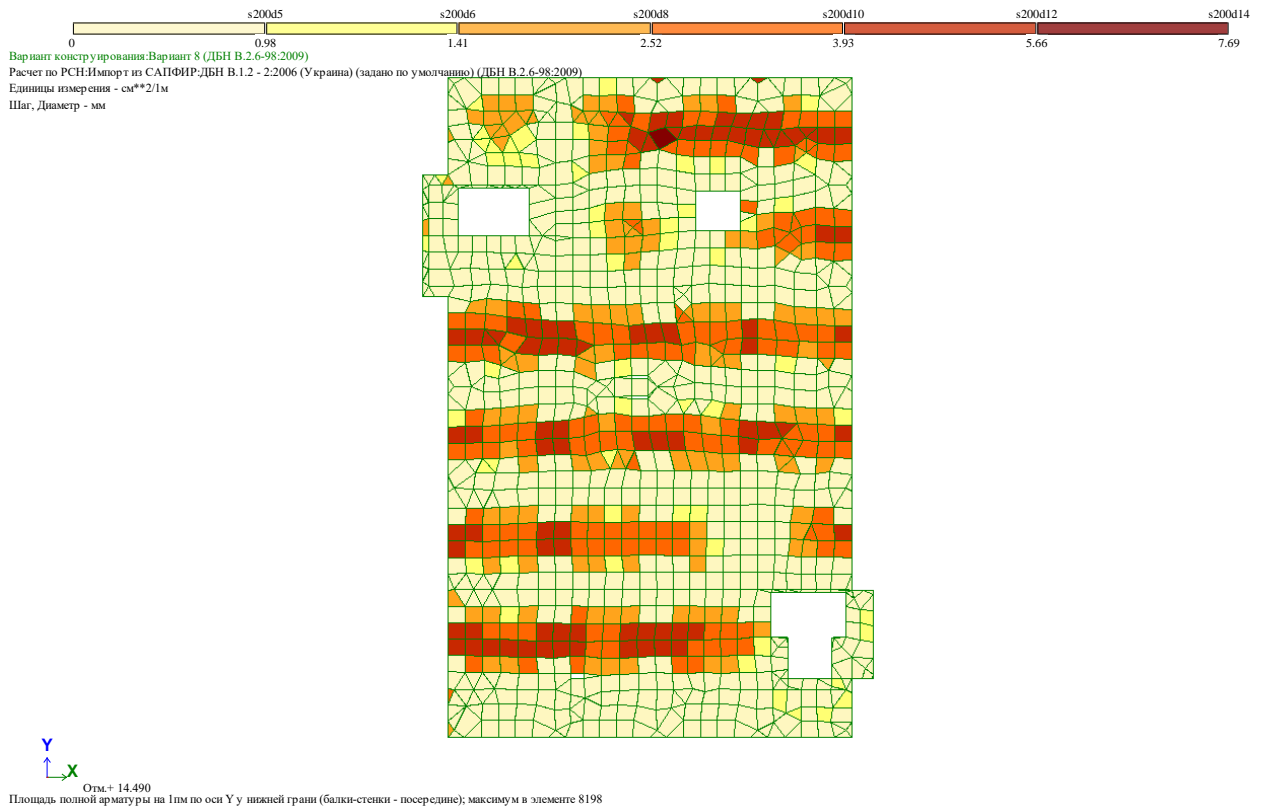 s200d5 s200d6 s200d8 s200d10 s200d12 s200d14
0 0.98 1.41 2.52 3.93 5.66 7.69
Вариант конструирования:Вариант 8 (ДБН В.2.6-98:2009)
Расчет по РСН:Импорт из САПФИР:ДБН В.1.2 - 2:2006 (Украина) (задано по умолчанию) (ДБН В.2.6-98:2009)
Единицы измерения - см**2/1м
Шаг, Диаметр - мм
Y
X
Отм.+ 14.490
Площадь полной арматуры на 1пм по оси Y у нижней грани (балки-стенки - посередине); максимум в элементе 8198